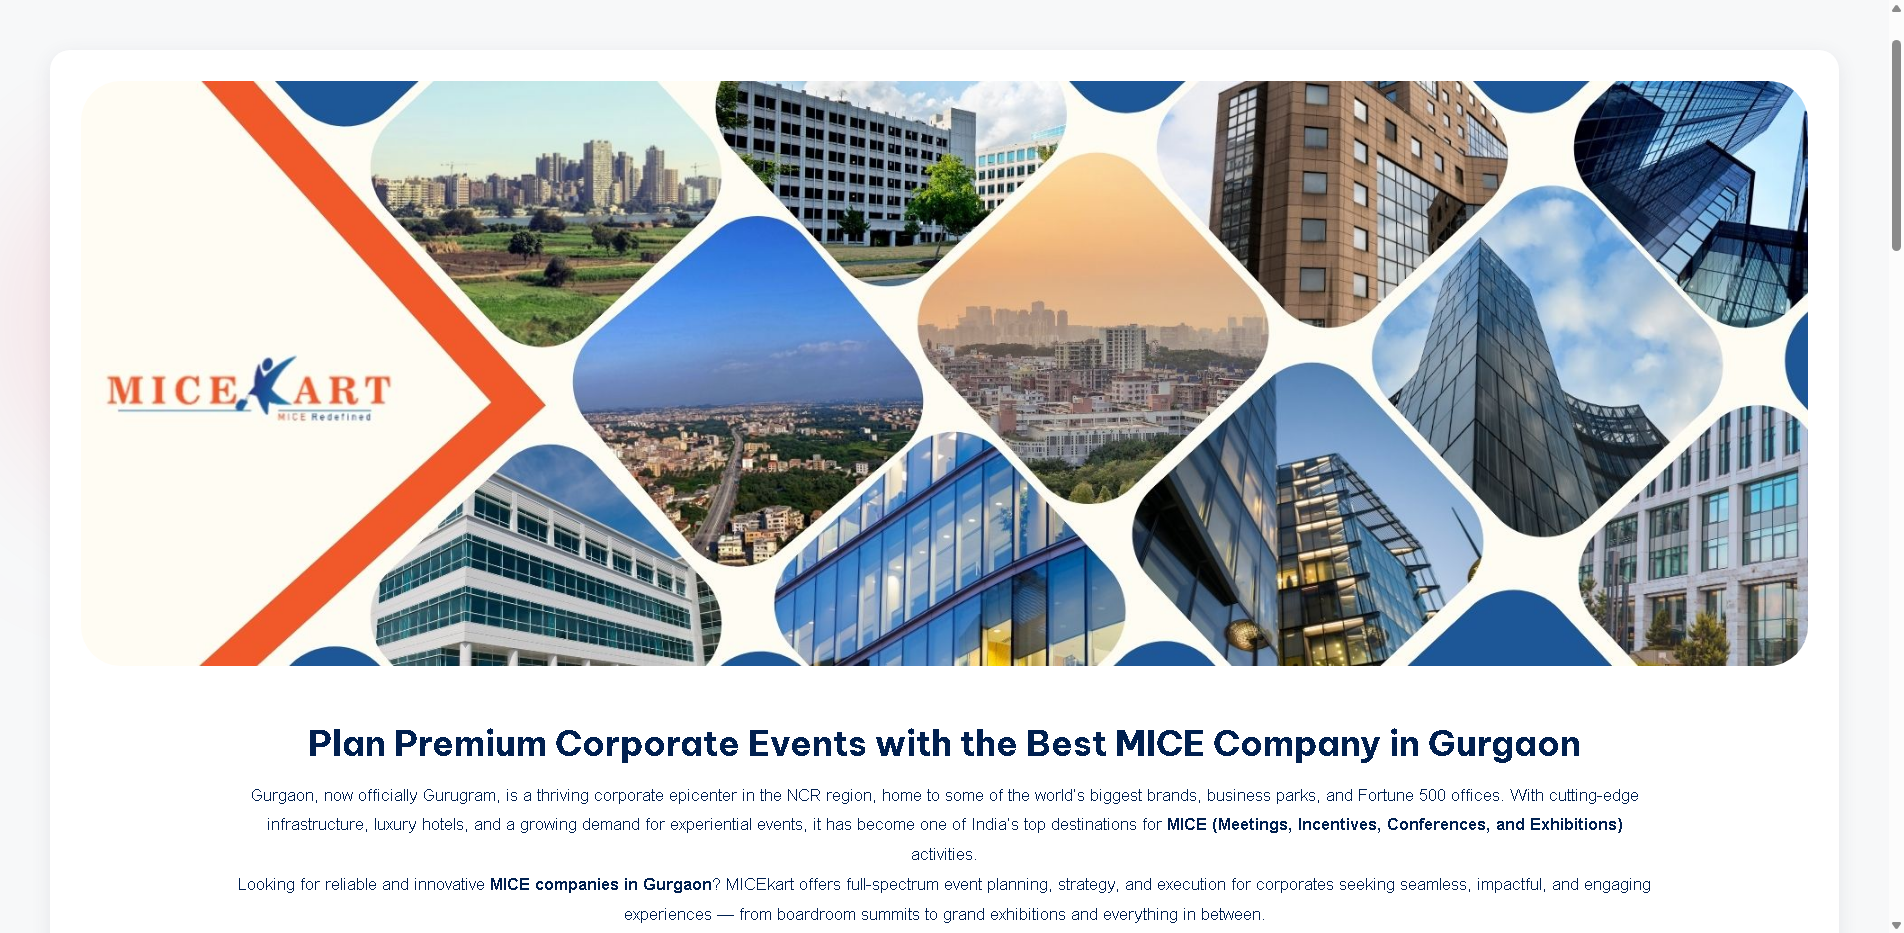 MICEKART
MICE Redefined
Plan Premium Corporate Events with the Best MICE Company in Gurgaon
Gurgaon, now officially Gurugram, is a thriving corporate epicenter in the NCR region, home to some of the world's biggest brands, business parks, and Fortune 500 offices. With cutting-edge
infrastructure, luxury hotels, and a growing demand for experiential events, it has become one of India's top destinations for MICE (Meetings, Incentives, Conferences, and Exhibitions)
activities.
Looking for reliable and innovative MICE companies in Gurgaon? MICEkart offers full-spectrum event planning, strategy, and execution for corporates seeking seamless, impactful, and engaging
experiences — from boardroom summits to grand exhibitions and everything in between.